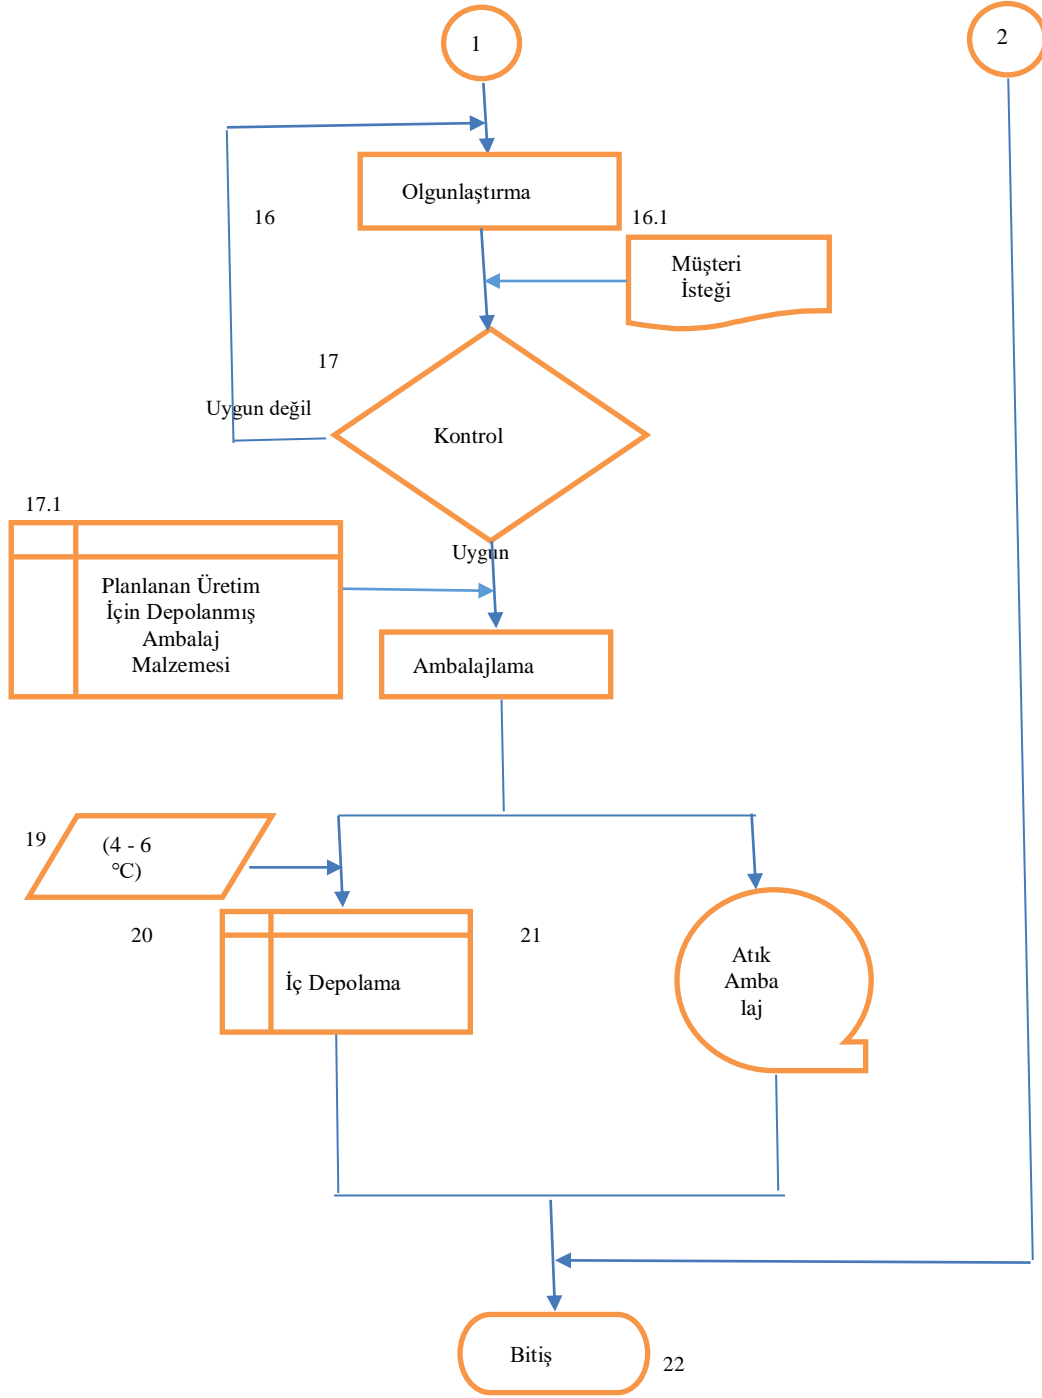 1
2
Olgunlaştırma
16
16.1
Müşteri
İsteği
17
Uygun değil
Kontrol
17.1
Uygun
Planlanan Üretim
İçin Depolanmış
Ambalaj
Malzemesi
Ambalajlama
19
(4 - 6
°C)
20
21
İç Depolama
Atık
Amba
laj
Bitiş
22